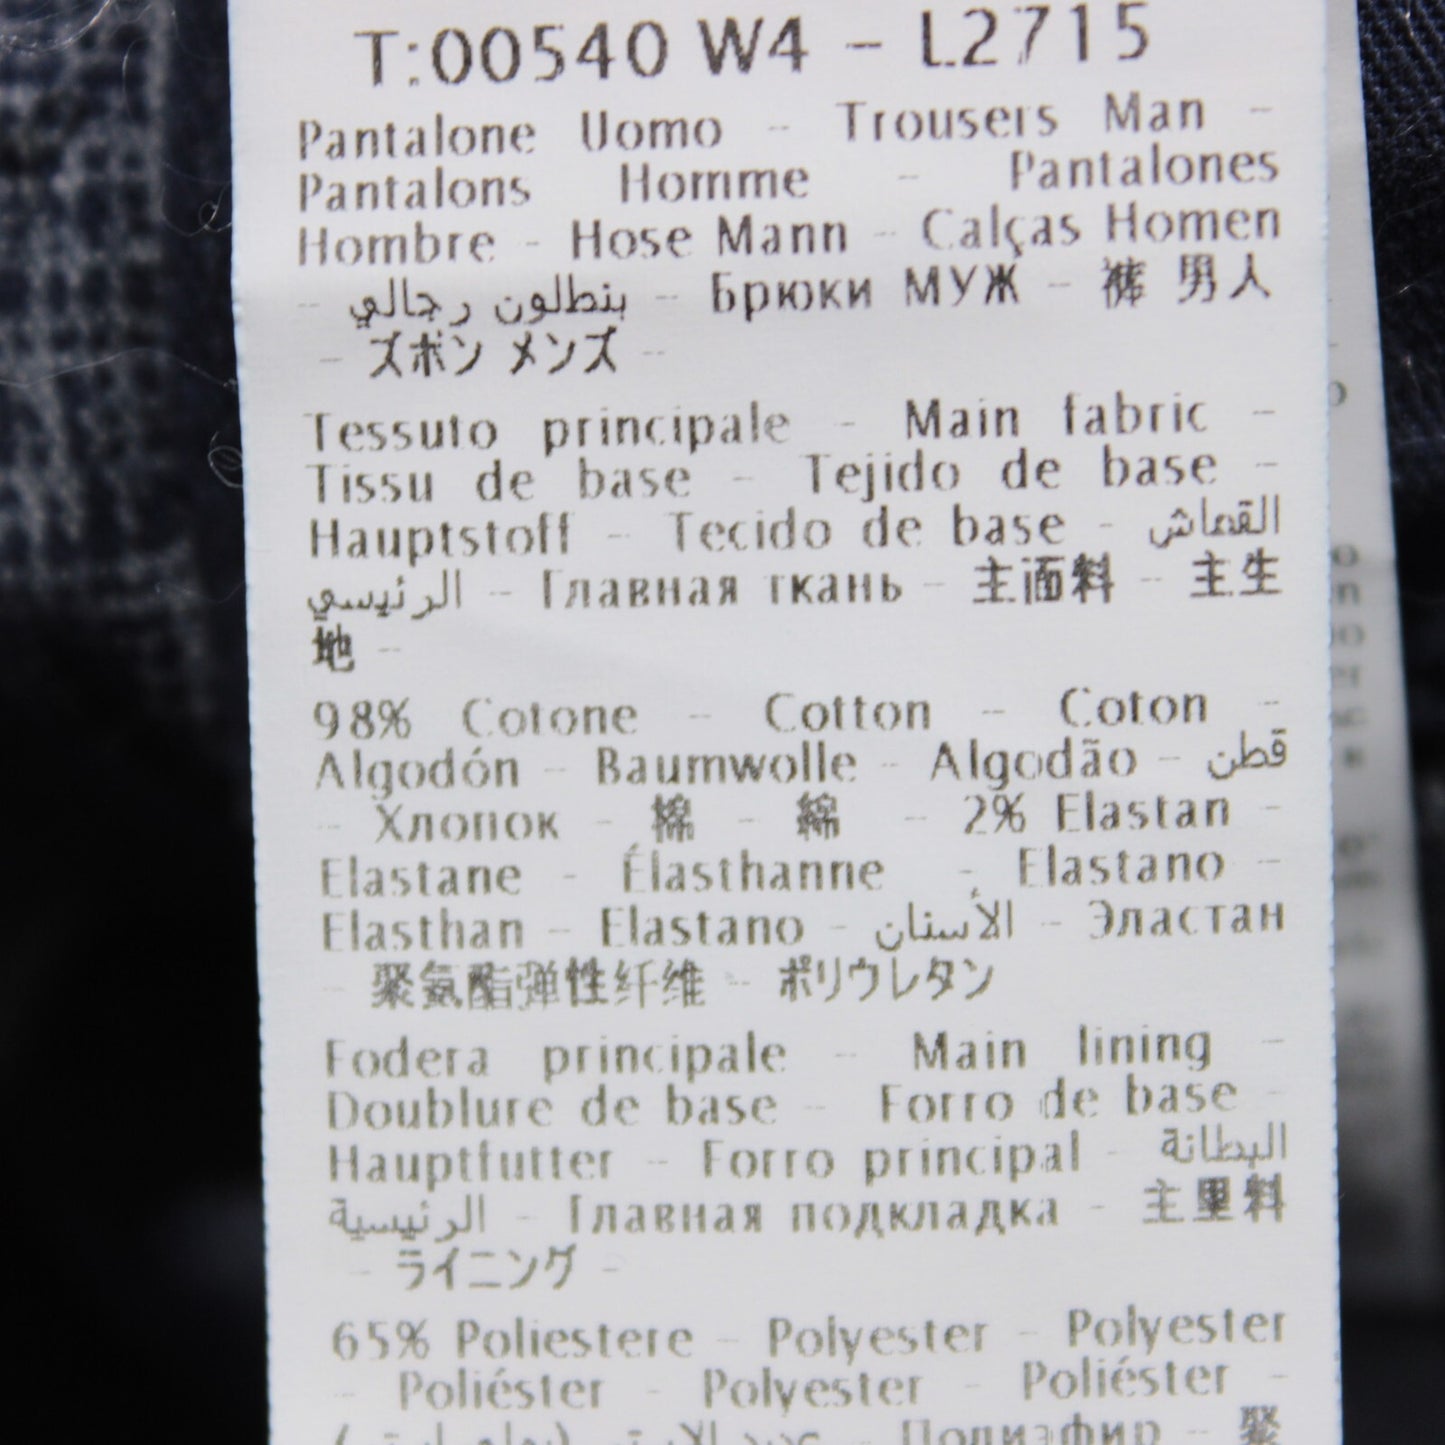 T:00540 W4 - L2715
Pantalone Uomo - Trousers Man -
Pantalons Homme - Pantalones
Hombre - Hose Mann - Calças Homen
- بنطلون رجالي - Брюки МУЖ - 裤 男人
- ズボン メンズ -
Tessuto principale - Main fabric -
Tissu de base - Tejido de base -
Hauptstoff - Tecido de base - القماش
الرئيسي - Главная ткань - 主面料 - 主生
地 -
98% Cotone - Cotton - Coton -
Algodón - Baumwolle - Algodão - قطن
- Хлопок - 棉 - 綿 - 2% Elastan -
Elastane - Élasthanne - Elastano -
Elasthan - Elastano - الأستان - Эластан
- 聚氨酯弹性纤维 - ポリウレタン
Fodera principale - Main lining -
Doublure de base - Forro de base -
Hauptfutter - Forro principal - البطانة
الرئيسية - Главная подкладка - 主里料
- ライニング -
65% Poliestere - Polyester - Polyester
- Poliéster - Polyester - Poliéster -
- Полиэфир - 聚